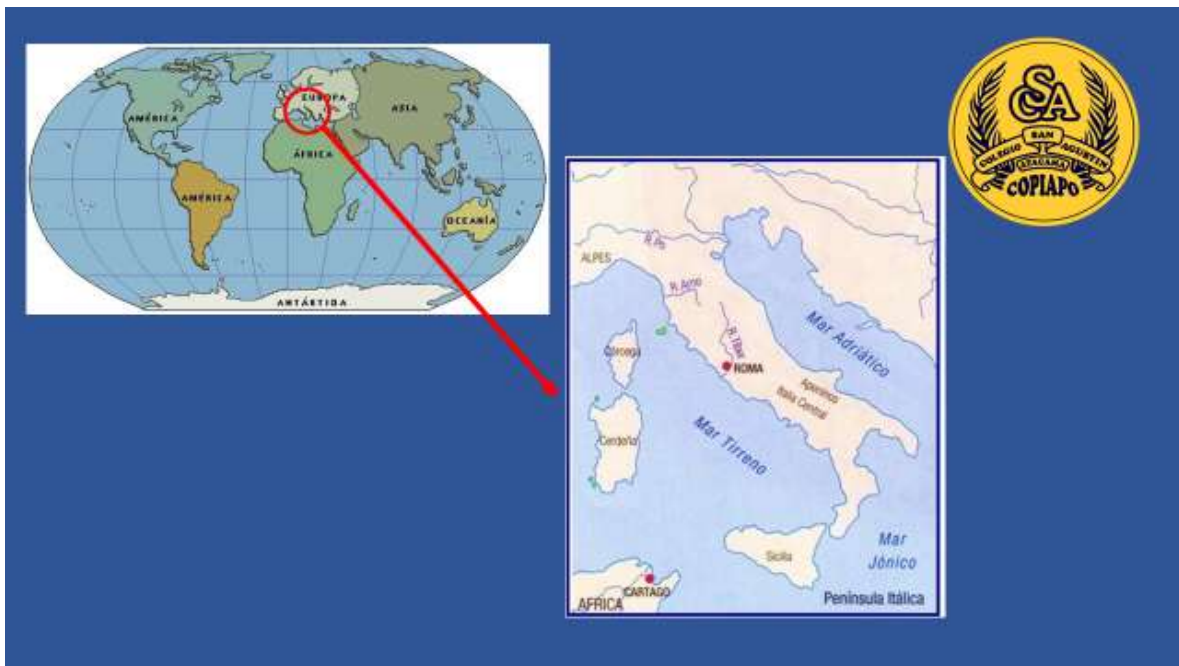 EUROPA
ASIA
AMÉRICA
ÁFRICA
AMÉRICA
OCEANÍA
ANTÁRTIDA
CSA
COLEGIO SAN AGUSTIN
ATACAMA
COPIAPO
R.Po
ALPES
R.Arno
Mar Adriático
R.Tíber
Córcega
ROMA
Apeninos
Italia Central
Mar Tirreno
Cerdeña
Mar
Jónico
Sicilia
CARTAGO
AFRICA
Península Itálica